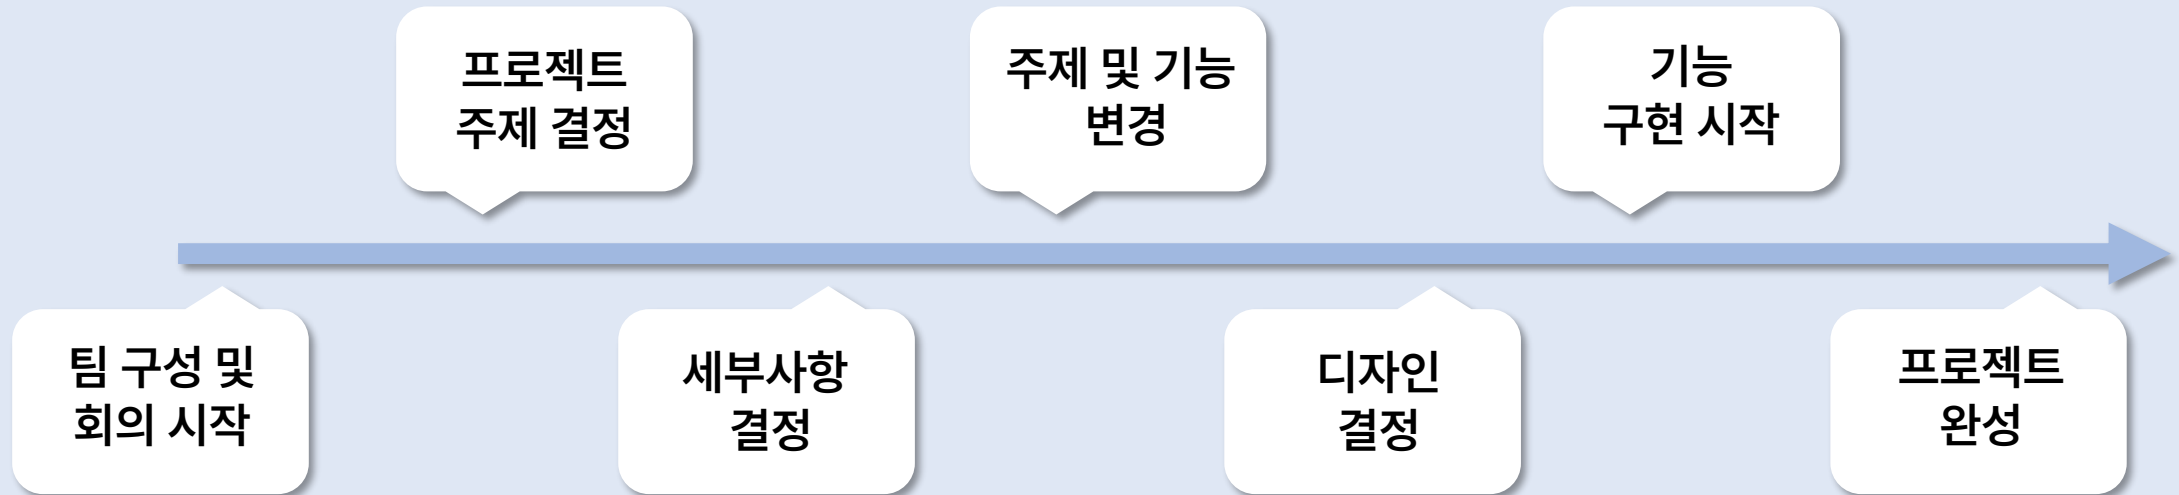 프로젝트
주제 결정
주제 및 기능
변경
기능
구현 시작
팀 구성 및
회의 시작
세부사항
결정
디자인
결정
프로젝트
완성